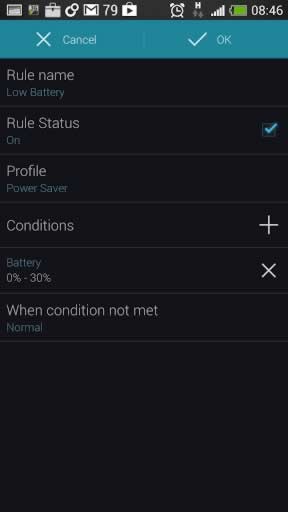 79 H 08:46
Cancel OK
Rule name
Low Battery
Rule Status
On
Profile
Power Saver
Conditions
Battery
0% - 30%
When condition not met
Normal